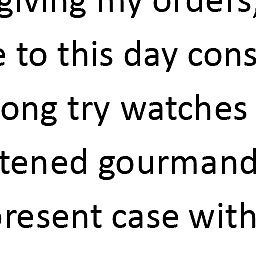 giving my orders,
to this day cons
ong try watches
tened gourmand
present case with